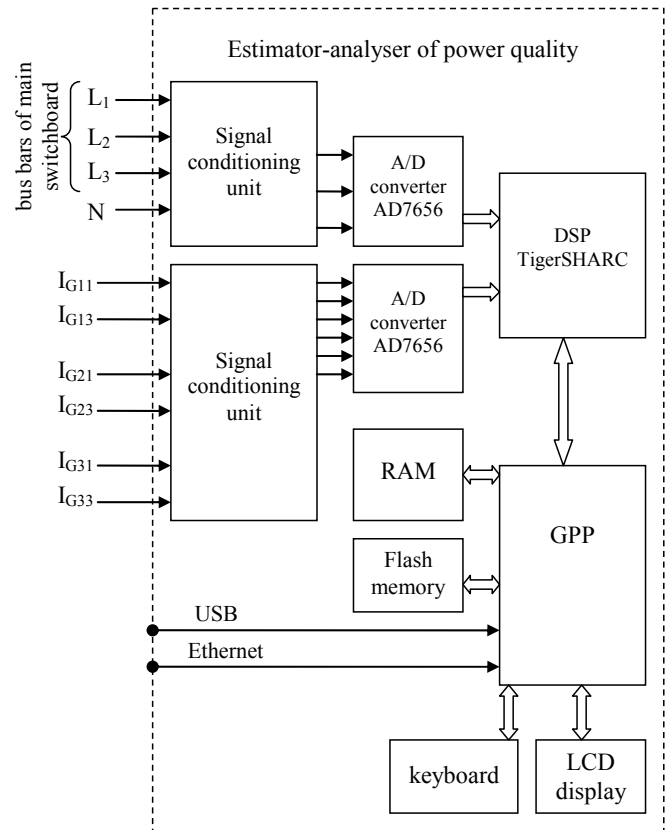 Estimator-analyser of power quality
bus bars of main
switchboard
L1
L2
L3
N
Signal
conditioning
unit
A/D
converter
AD7656
DSP
TigerSHARC
IG11
IG13
IG21
IG23
IG31
IG33
Signal
conditioning
unit
A/D
converter
AD7656
RAM
Flash
memory
GPP
USB
Ethernet
keyboard
LCD
display